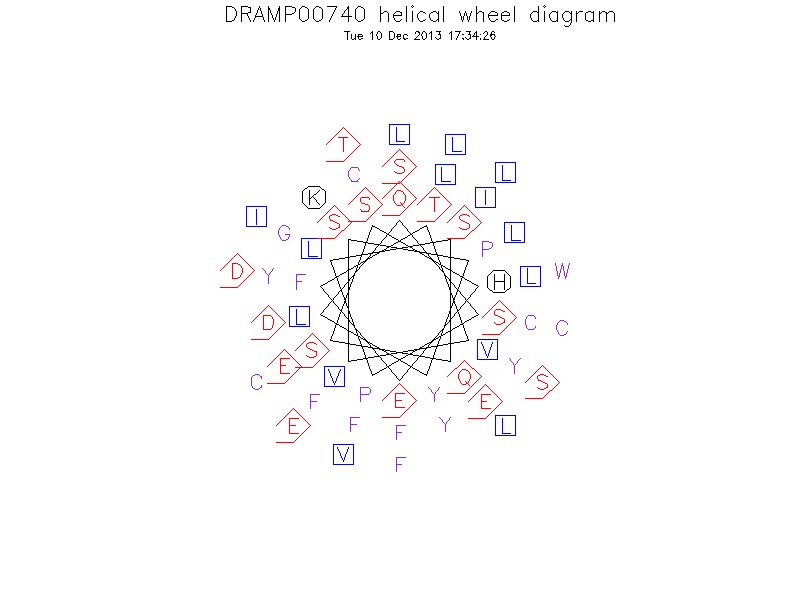 DRAMP00740 helical wheel diagram
Tue 10 Dec 2013 17:34:26
L
T L
S L
C L L
K Q I
S T
I S S L
G L P
D Y F H L W
D L S C C
S V
E Y
C V Q S
F P E Y E
E F F Y L
V F